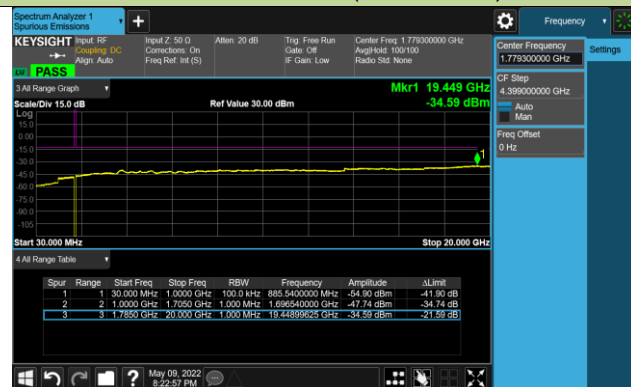 Spectrum Analyzer 1
Spurious Emissions
Frequency
KEYSIGHT Input: RF Input Z: 50 Ω Atten: 20 dB Trig: Free Run Center Freq: 1.779300000 GHz
Coupling: DC Corrections: On Gate: Off Avg|Hold: 100/100
Align: Auto Freq Ref: Int (S) IF Gain: Low Radio Std: None
PASS
Center Frequency
1.779300000 GHz
Settings
CF Step
4.399000000 GHz
Auto
Man
Freq Offset
0 Hz
3 All Range Graph
Mkr1 19.449 GHz
Scale/Div 15.0 dB Ref Value 30.00 dBm -34.59 dBm
Log
15.0
0.00
-15.0
-30.0
-45.0
-60.0
-75.0
-90.0
-105
1
Start 30.000 MHz Stop 20.000 GHz
4 All Range Table
Spur Range Start Freq Stop Freq RBW Frequency Amplitude ΔLimit
1 1 30.000 MHz 1.0000 GHz 100.0 kHz 885.5400000 MHz -54.90 dBm -41.90 dB
2 2 1.0000 GHz 1.7050 GHz 1.000 MHz 1.696540000 GHz -47.74 dBm -34.74 dB
3 3 1.7850 GHz 20.000 GHz 1.000 MHz 19.44899625 GHz -34.59 dBm -21.59 dB
May 09, 2022
8:22:57 PM